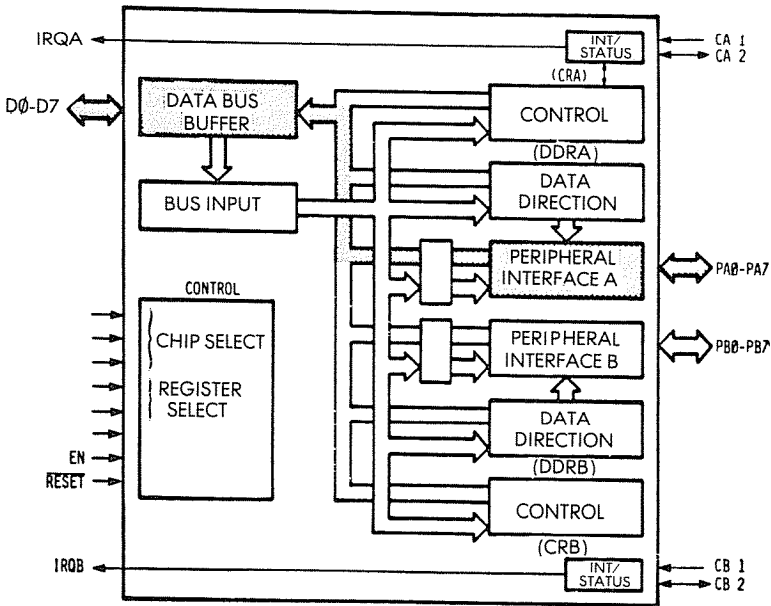 IRQA
INT/
STATUS
CA 1
CA 2
(CRA)
DØ-D7
DATA BUS
BUFFER
CONTROL
(DDRA)
DATA
DIRECTION
BUS INPUT
PERIPHERAL
INTERFACE A
PAØ-PA7
CONTROL
CHIP SELECT
PERIPHERAL
INTERFACE B
PBØ-PB7
REGISTER
SELECT
DATA
DIRECTION
(DDRB)
EN
RESET
CONTROL
(CRB)
IRQB
INT/
STATUS
CB 1
CB 2